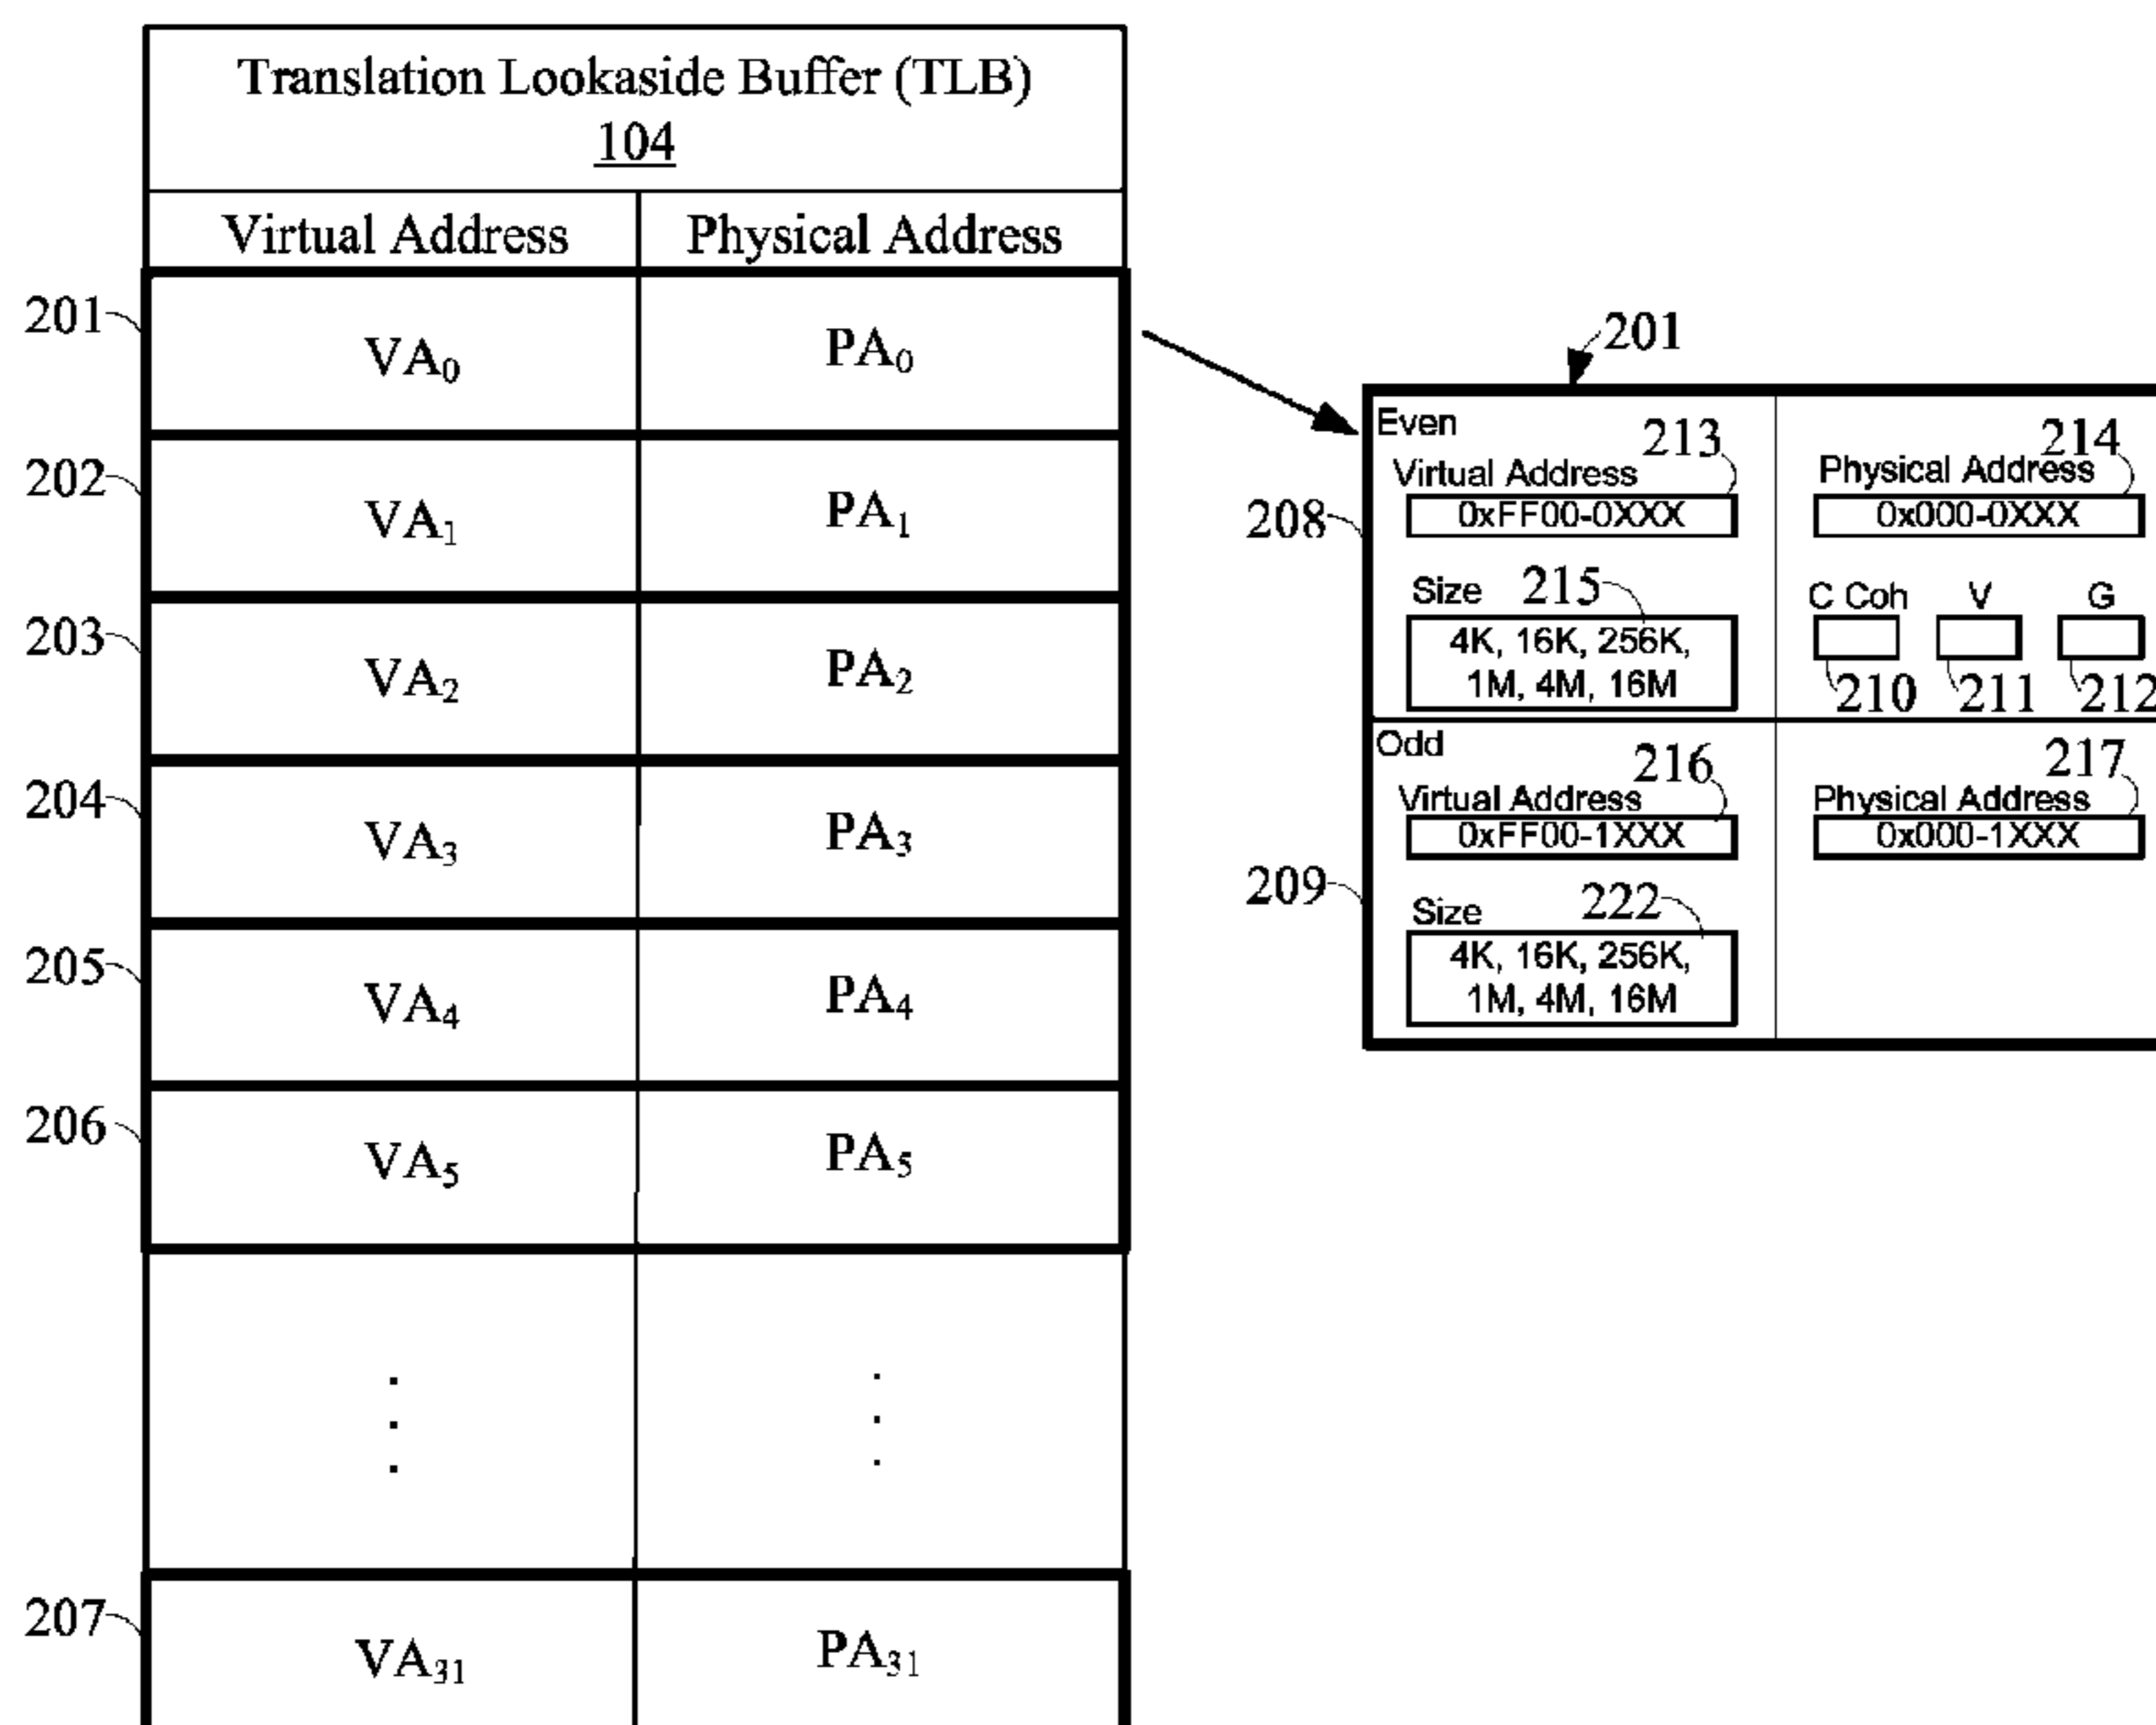 Translation Lookaside Buffer (TLB)
104
Virtual Address Physical Address
201 VA0 PA0
202 VA1 PA1
203 VA2 PA2
204 VA3 PA3
205 VA4 PA4
206 VA5 PA5
207 VA31 PA31
201
Even
213 214
Virtual Address Physical Address
208 0xFF00-0XXX 0x000-0XXX
Size 215 C Coh V G
4K, 16K, 256K,
1M, 4M, 16M
210 211 212
Odd
216 217
Virtual Address Physical Address
0xFF00-1XXX 0x000-1XXX
209
Size 222
4K, 16K, 256K,
1M, 4M, 16M